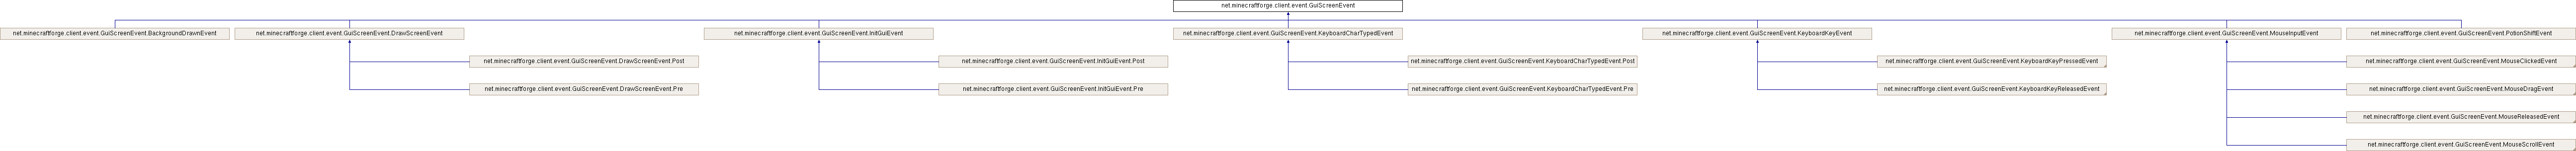 net.minecraftforge.client.event.GuiScreenEvent
net.minecraftforge.client.event.GuiScreenEvent.BackgroundDrawnEvent
net.minecraftforge.client.event.GuiScreenEvent.DrawScreenEvent
net.minecraftforge.client.event.GuiScreenEvent.InitGuiEvent
net.minecraftforge.client.event.GuiScreenEvent.KeyboardCharTypedEvent
net.minecraftforge.client.event.GuiScreenEvent.KeyboardKeyEvent
net.minecraftforge.client.event.GuiScreenEvent.MouseInputEvent
net.minecraftforge.client.event.GuiScreenEvent.PotionShiftEvent
net.minecraftforge.client.event.GuiScreenEvent.DrawScreenEvent.Post
net.minecraftforge.client.event.GuiScreenEvent.InitGuiEvent.Post
net.minecraftforge.client.event.GuiScreenEvent.KeyboardCharTypedEvent.Post
net.minecraftforge.client.event.GuiScreenEvent.KeyboardKeyPressedEvent
net.minecraftforge.client.event.GuiScreenEvent.MouseClickedEvent
net.minecraftforge.client.event.GuiScreenEvent.DrawScreenEvent.Pre
net.minecraftforge.client.event.GuiScreenEvent.InitGuiEvent.Pre
net.minecraftforge.client.event.GuiScreenEvent.KeyboardCharTypedEvent.Pre
net.minecraftforge.client.event.GuiScreenEvent.KeyboardKeyReleasedEvent
net.minecraftforge.client.event.GuiScreenEvent.MouseDragEvent
net.minecraftforge.client.event.GuiScreenEvent.MouseReleasedEvent
net.minecraftforge.client.event.GuiScreenEvent.MouseScrollEvent